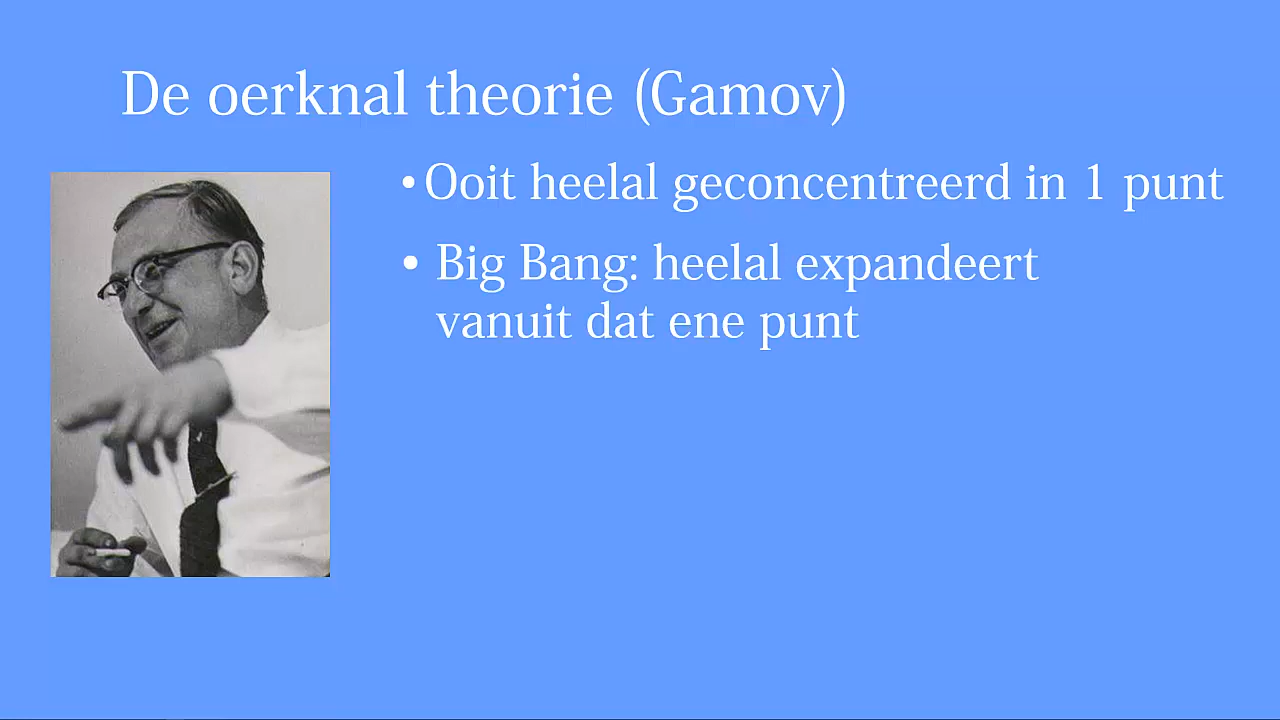 De oerknal theorie (Gamov)
•Ooit heelal geconcentreerd in 1 punt
• Big Bang: heelal expandeert
vanuit dat ene punt